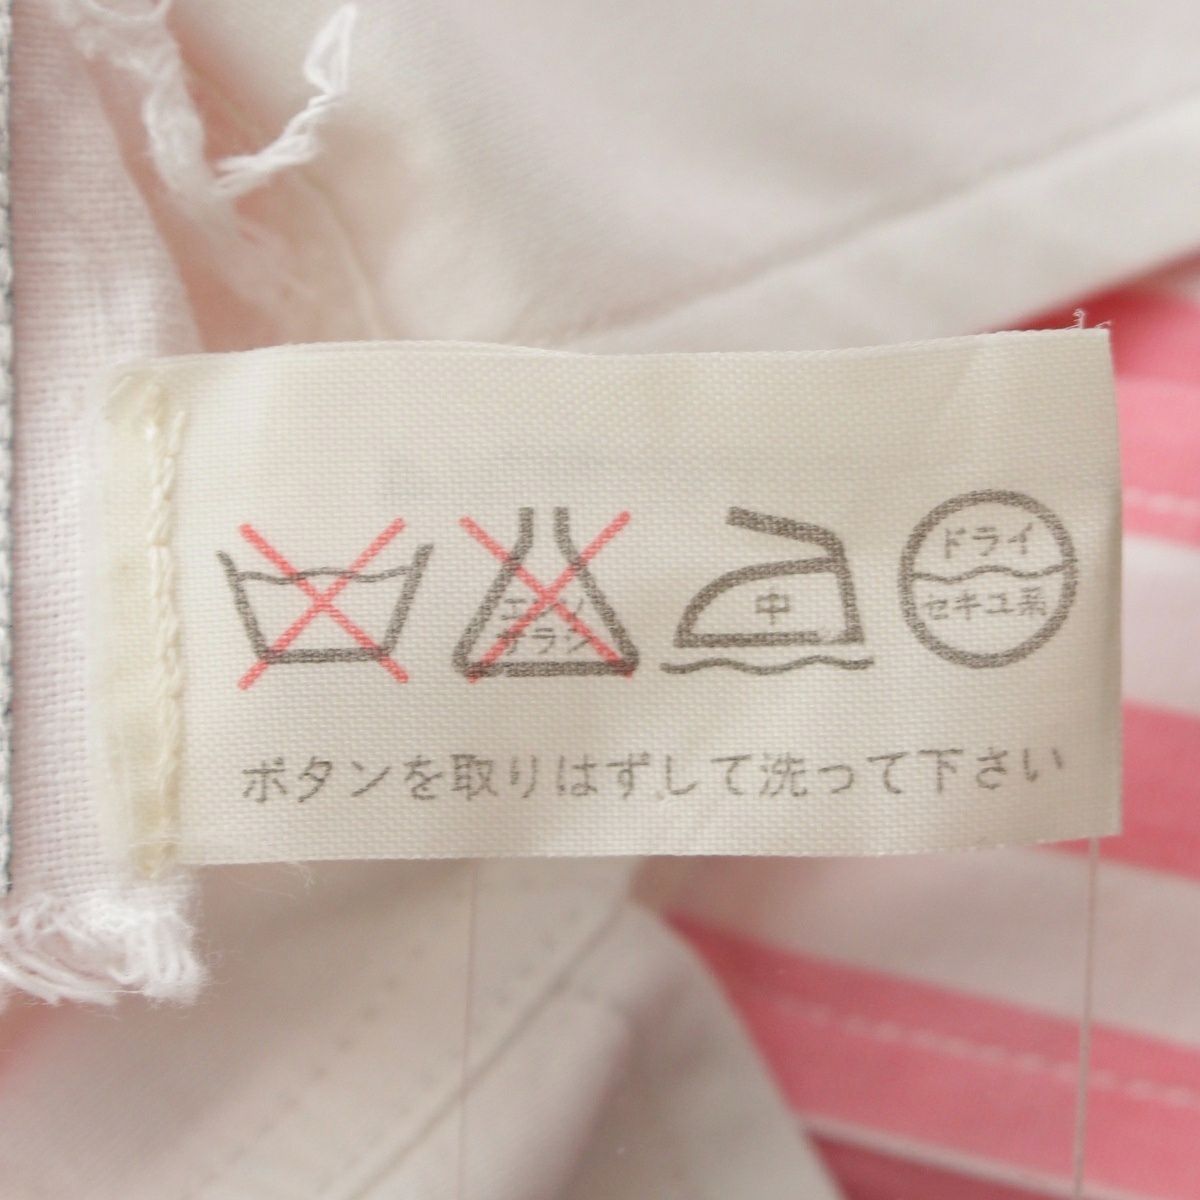 エンソ
サラシ
中
ドライ
セキユ系
ボタンを取りはずして洗って下さい